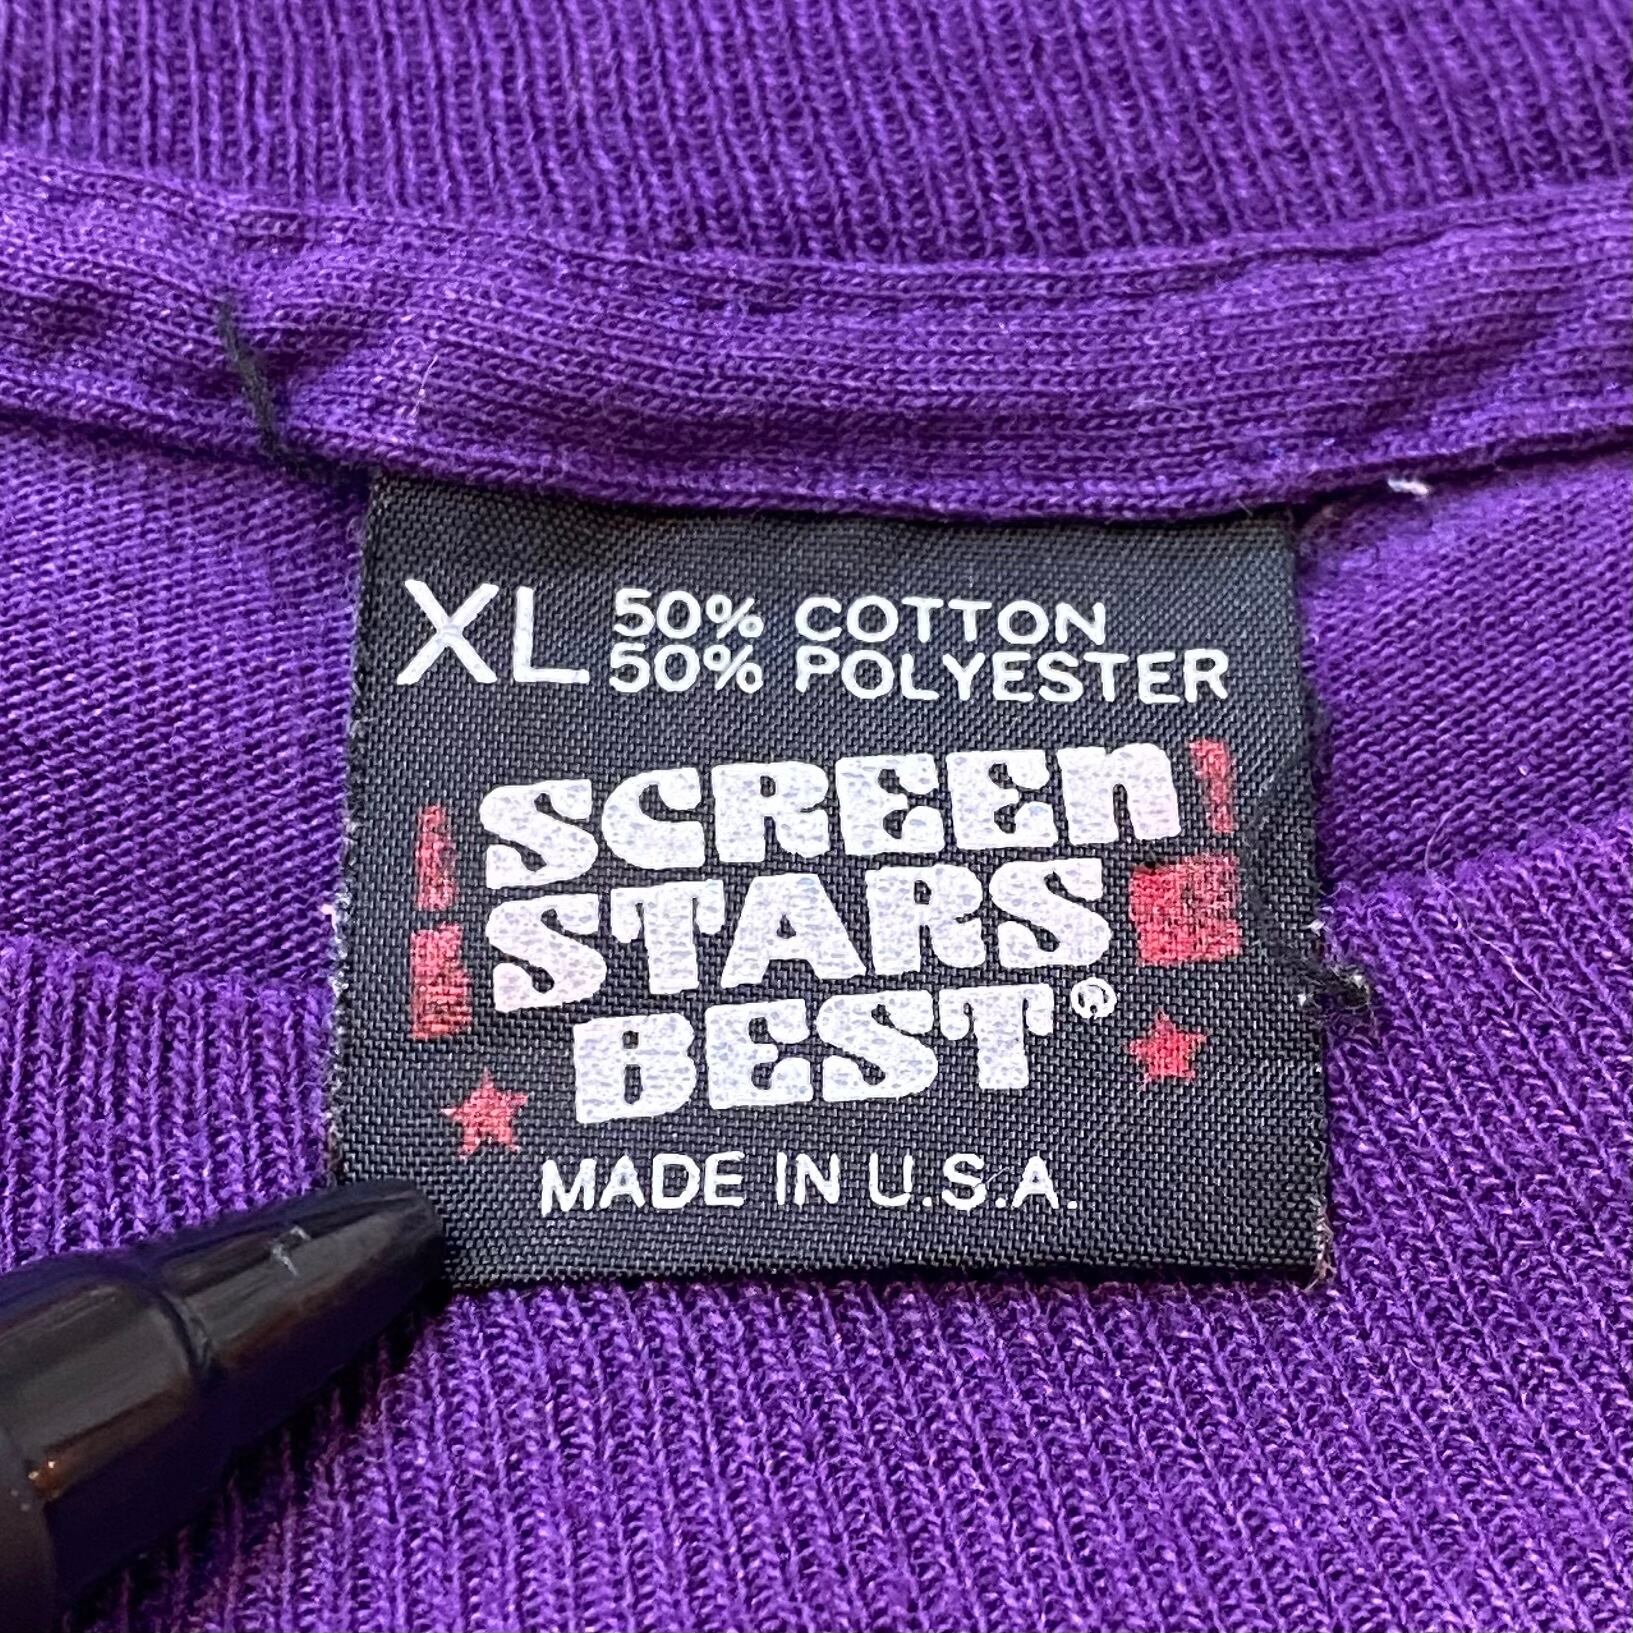 XL 50% COTTON
50% POLYESTER
SCREEN
STARS
BEST®
MADE IN U.S.A.